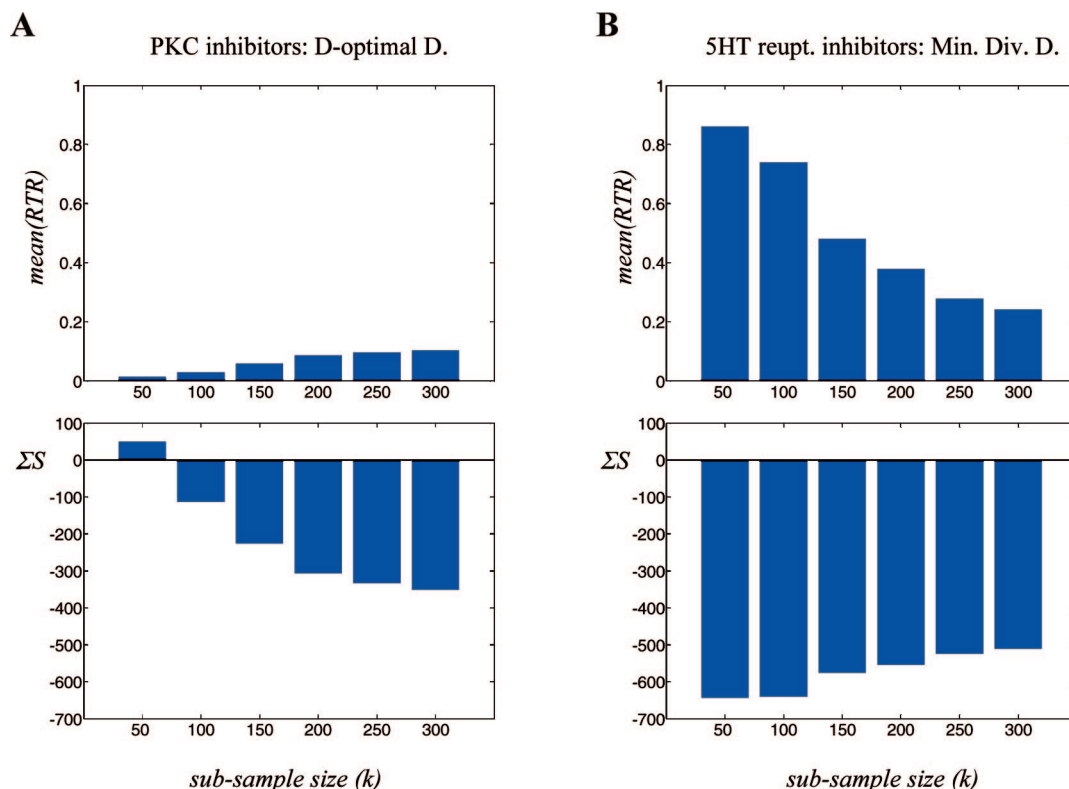 A
PKC inhibitors: D-optimal D.
mean(RTR)
1
0.8
0.6
0.4
0.2
0
50 100 150 200 250 300
ΣS
100
0
-100
-200
-300
-400
-500
-600
-700
50 100 150 200 250 300
sub-sample size (k)
B
5HT reupt. inhibitors: Min. Div. D.
mean(RTR)
1
0.8
0.6
0.4
0.2
0
50 100 150 200 250 300
ΣS
100
0
-100
-200
-300
-400
-500
-600
-700
50 100 150 200 250 300
sub-sample size (k)